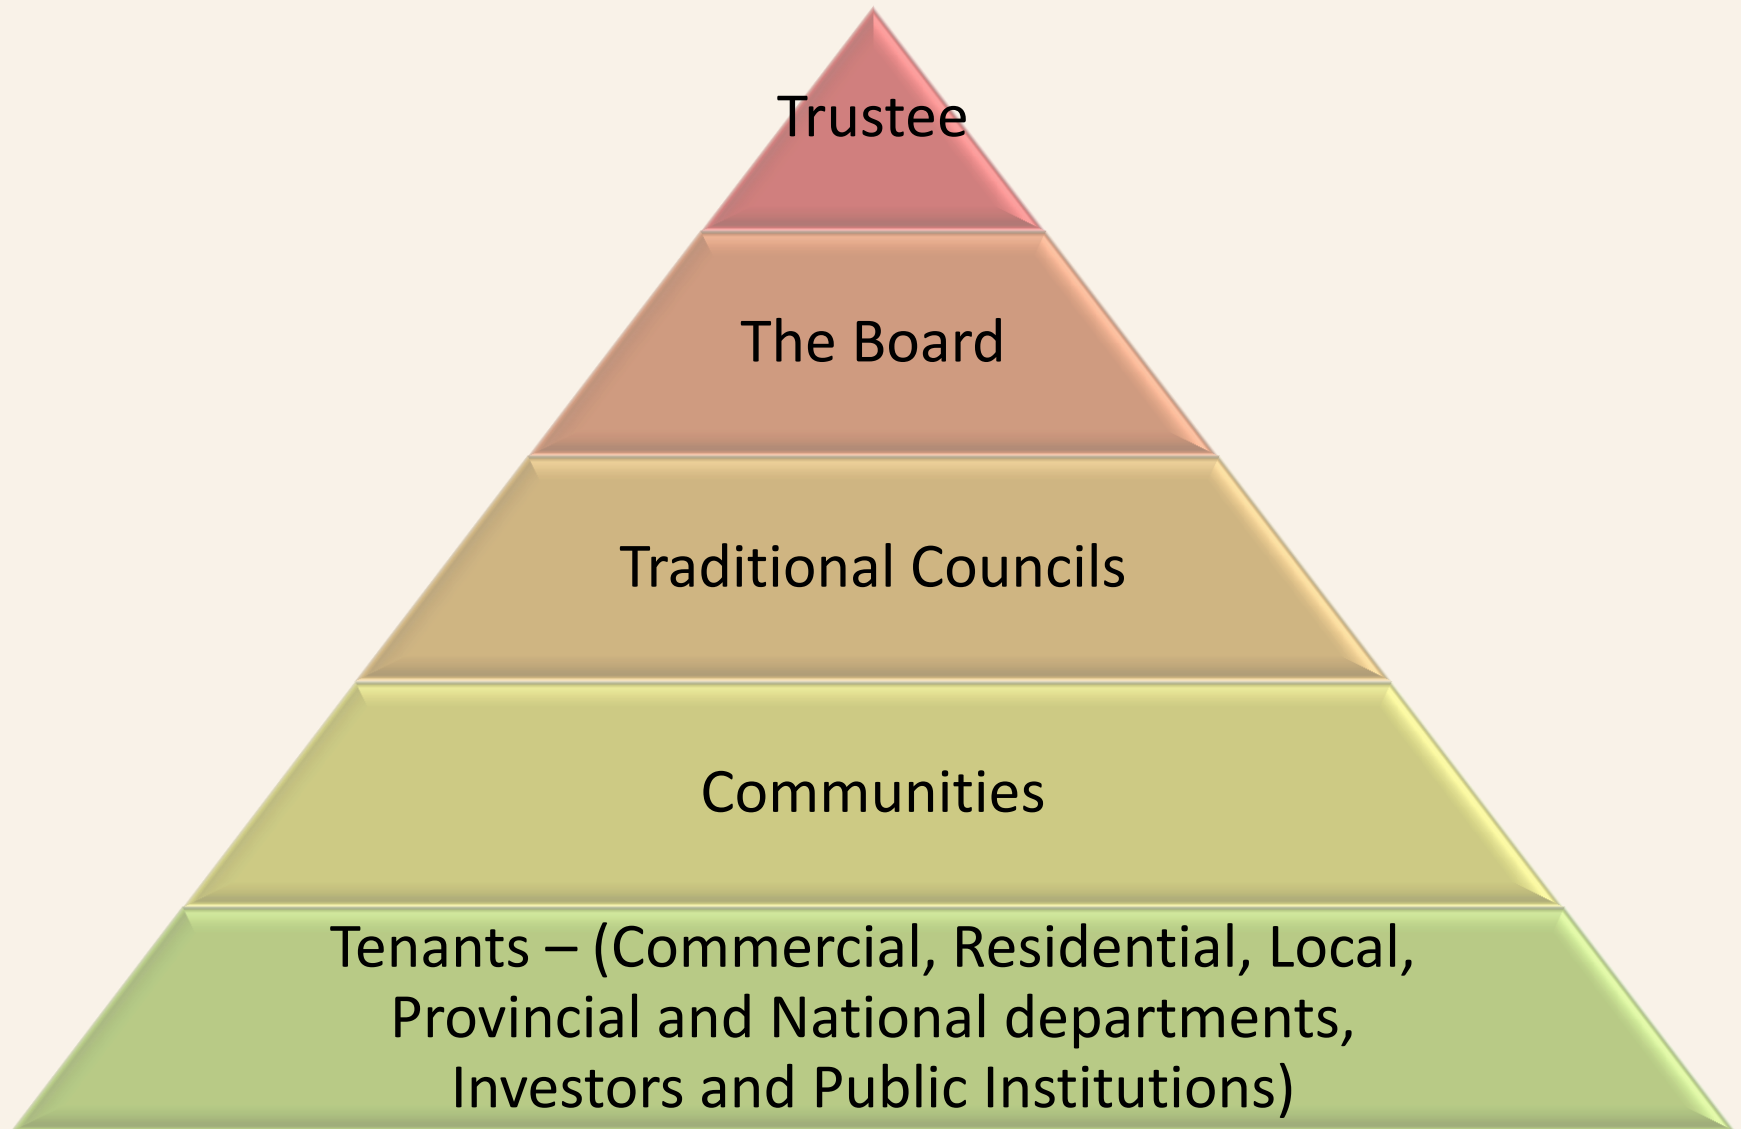 Trustee
The Board
Traditional Councils
Communities
Tenants – (Commercial, Residential, Local,
Provincial and National departments,
Investors and Public Institutions)